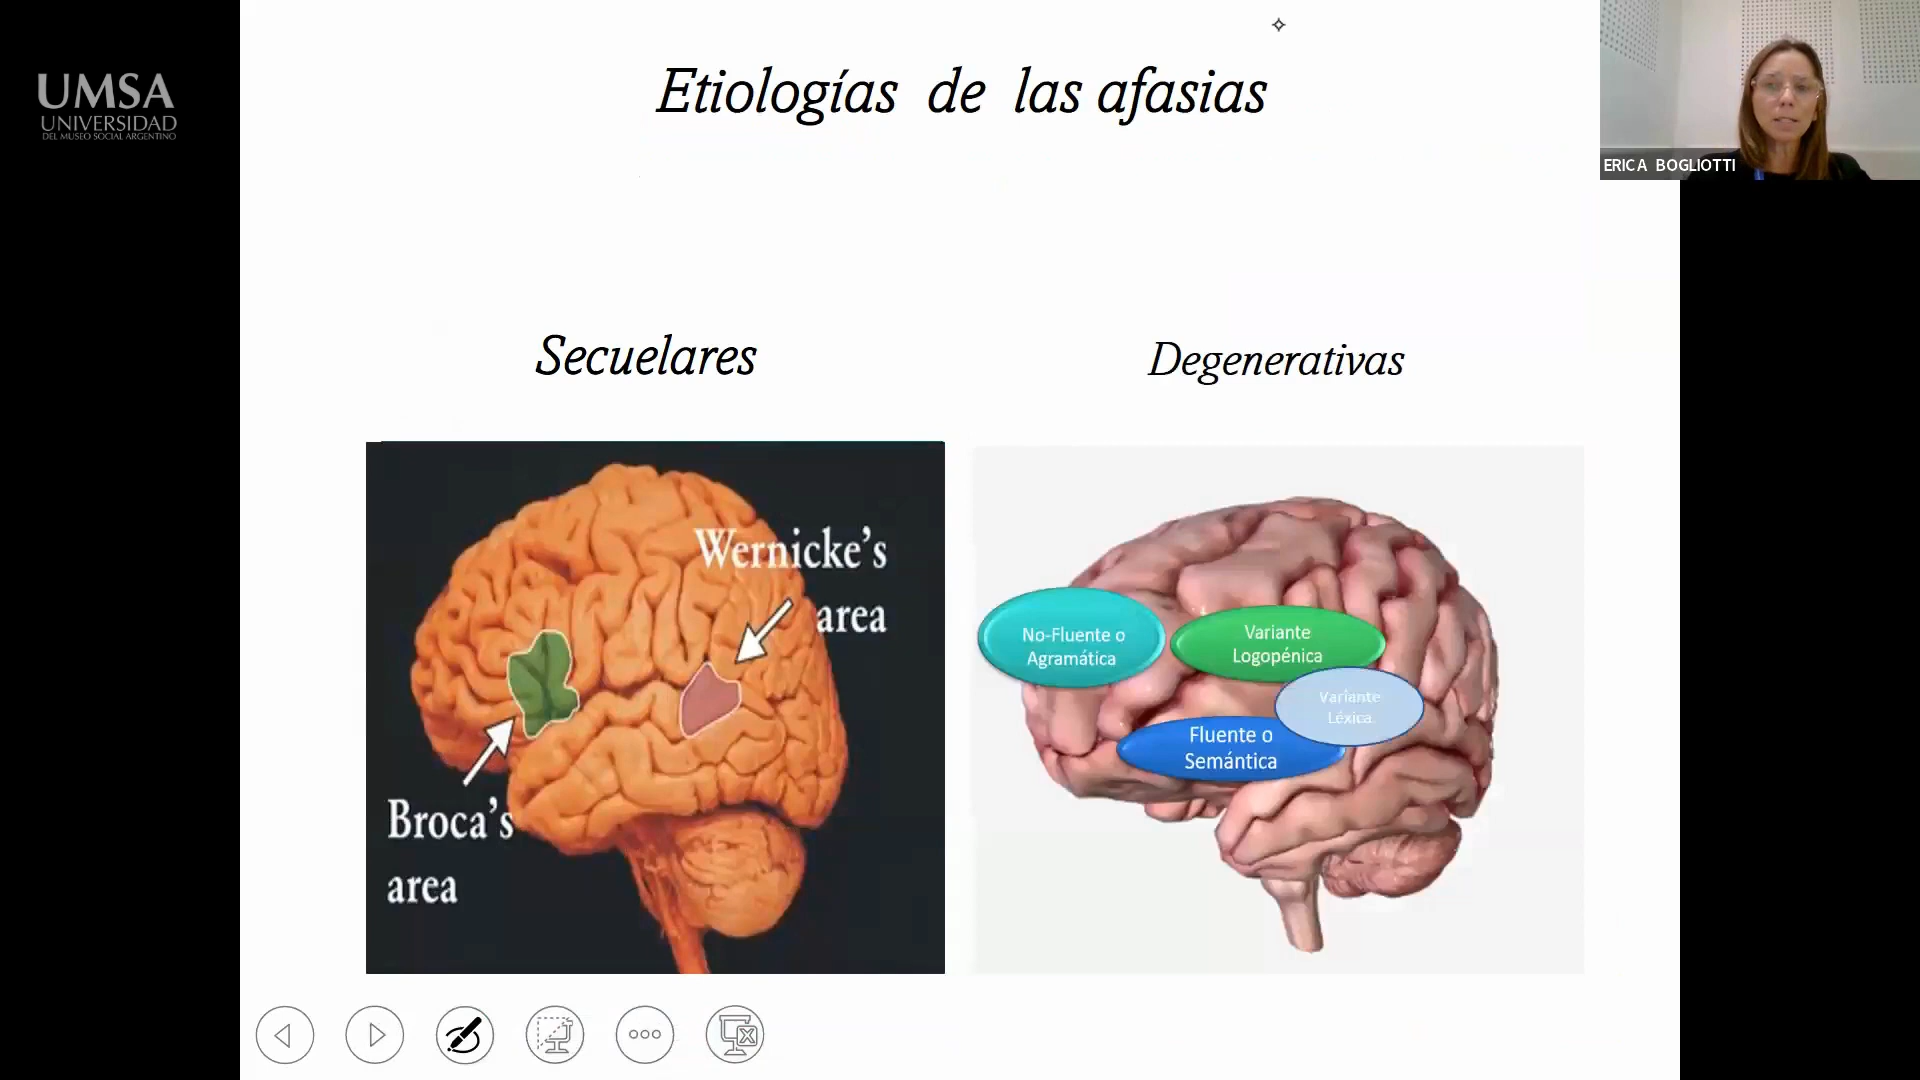 UMSA
UNIVERSIDAD
DEL MUSEO SOCIAL ARGENTINO
Etiologías de las afasias
ERICA BOGLIOTTI
Secuelares
Degenerativas
Wernicke's
area
Broca's
area
No-Fluente o
Agramática
Variante
Logopénica
Variante
Léxica.
Fluente o
Semántica